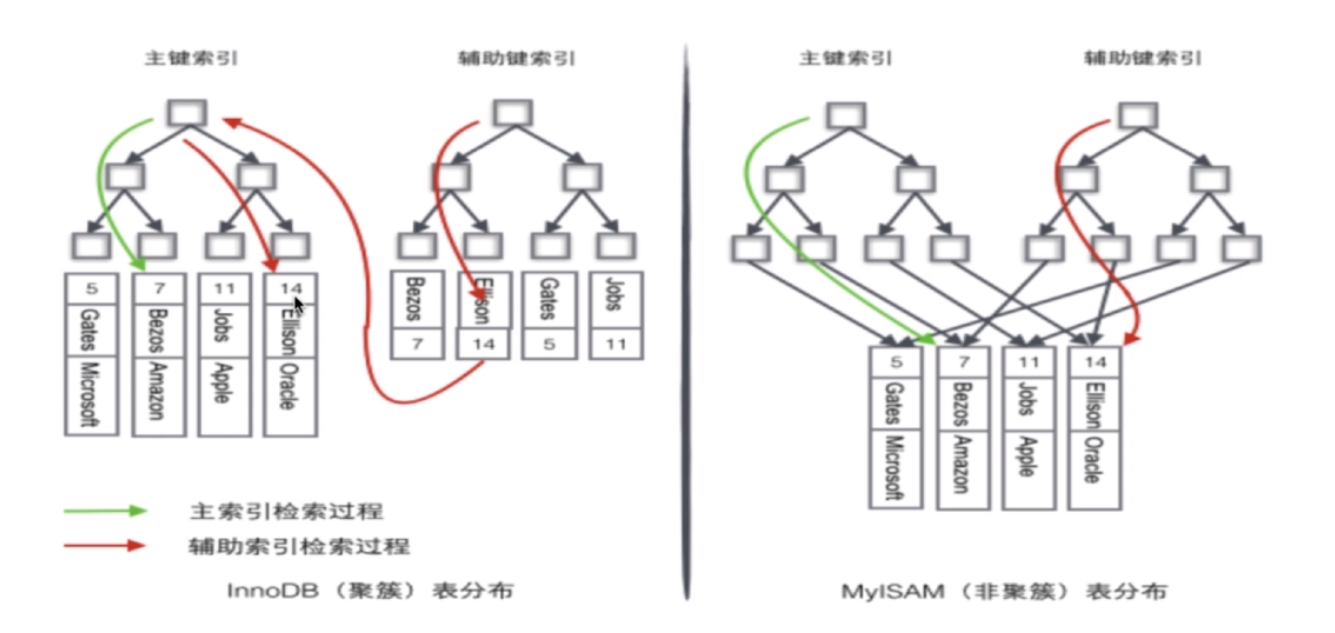 主键索引
辅助键索引
5 7 11 14
Gates Bezos Jobs Ellison
Microsoft Amazon Apple Oracle
Bezos Ellison Gates Jobs
7 14 5 11
主索引检索过程
辅助索引检索过程
InnoDB（聚簇）表分布
主键索引
辅助键索引
5 7 11 14
Gates Bezos Jobs Ellison
Microsoft Amazon Apple Oracle
MyISAM（非聚簇）表分布